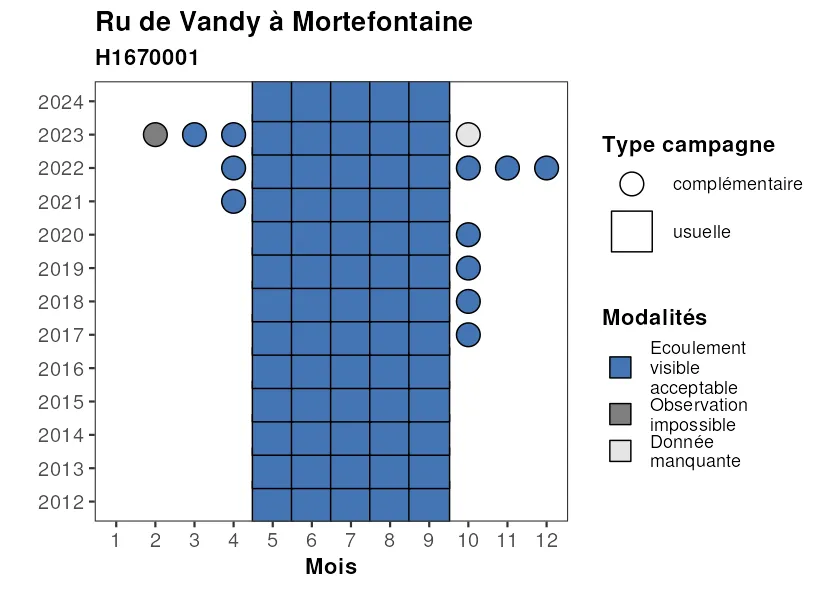 Ru de Vandy à Mortefontaine
H1670001
2024
2023
2022
2021
2020
2019
2018
2017
2016
2015
2014
2013
2012
1 2 3 4 5 6 7 8 9 10 11 12
Mois
Type campagne
complémentaire
usuelle
Modalités
Ecoulement
visible
acceptable
Observation
impossible
Donnée
manquante